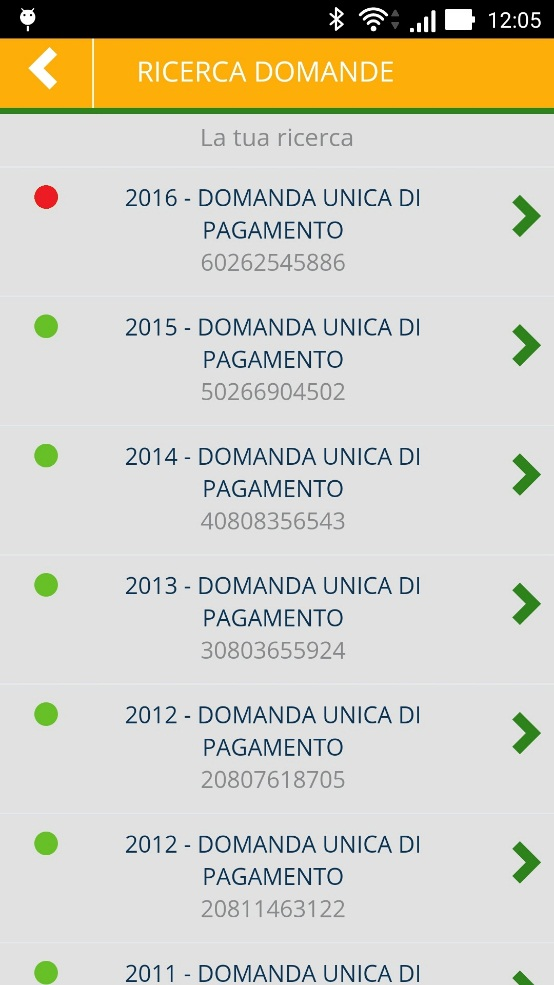 12:05
RICERCA DOMANDE
La tua ricerca
2016 - DOMANDA UNICA DI
PAGAMENTO
60262545886
2015 - DOMANDA UNICA DI
PAGAMENTO
50266904502
2014 - DOMANDA UNICA DI
PAGAMENTO
40808356543
2013 - DOMANDA UNICA DI
PAGAMENTO
30803655924
2012 - DOMANDA UNICA DI
PAGAMENTO
20807618705
2012 - DOMANDA UNICA DI
PAGAMENTO
20811463122
2011 - DOMANDA UNICA DI